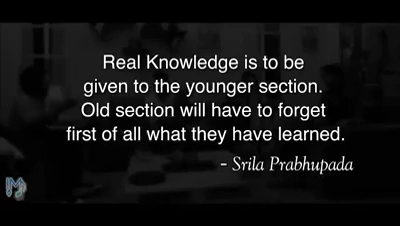 Real Knowledge is to be
given to the younger section.
Old section will have to forget
first of all what they have learned.
- Srila Prabhupada